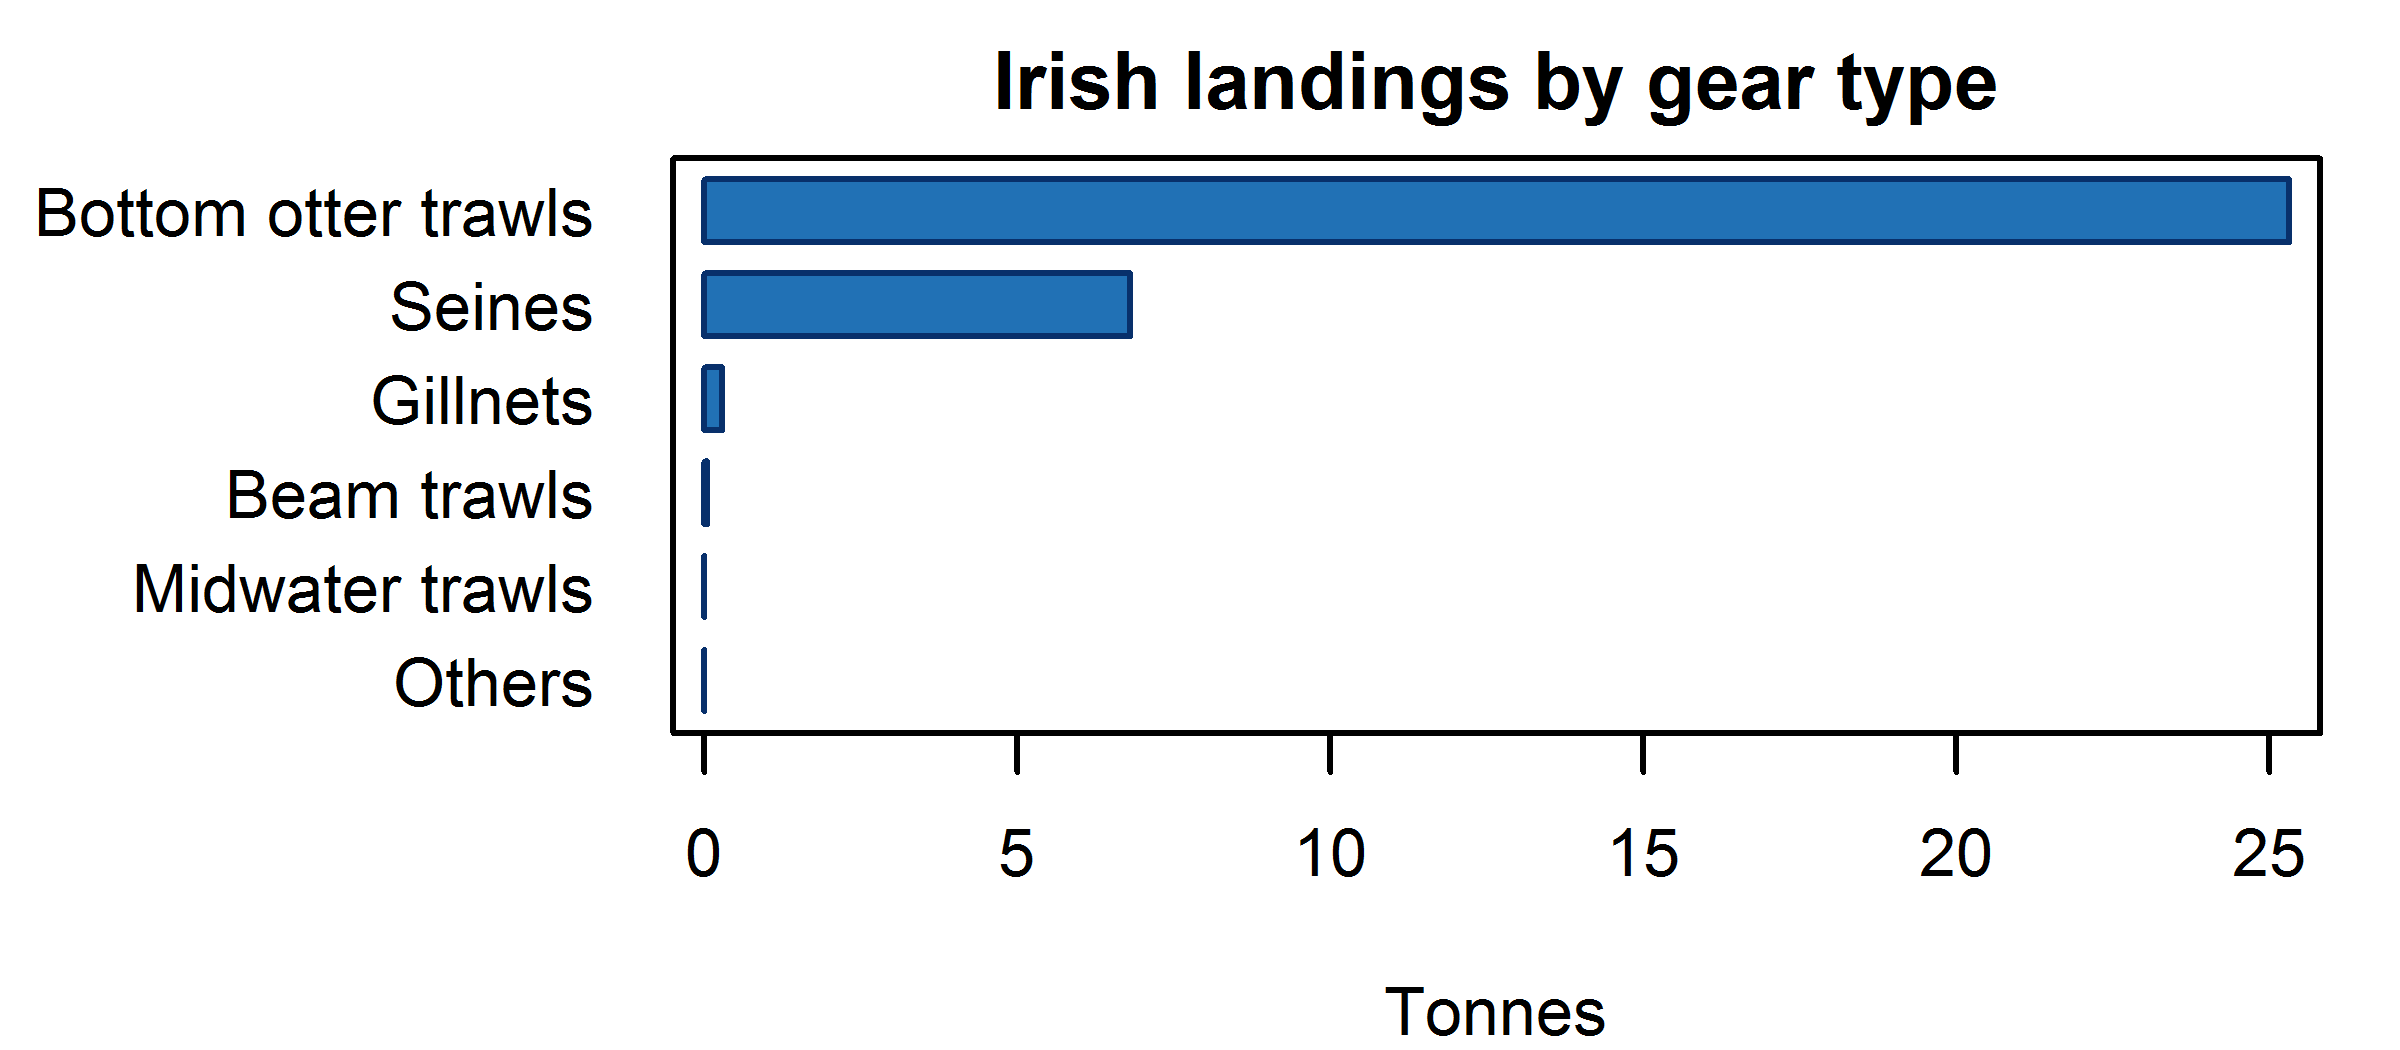 Irish landings by gear type
Bottom otter trawls
Seines
Gillnets
Beam trawls
Midwater trawls
Others
0 5 10 15 20 25
Tonnes